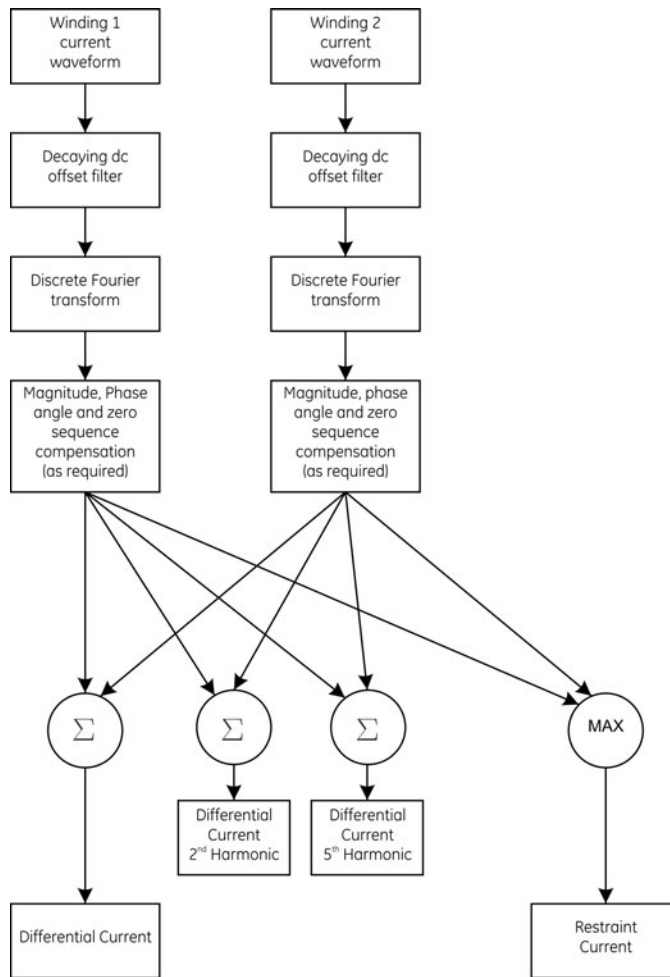 Winding 1
current
waveform
Winding 2
current
waveform
Decaying dc
offset filter
Decaying dc
offset filter
Discrete Fourier
transform
Discrete Fourier
transform
Magnitude, Phase
angle and zero
sequence
compensation
(as required)
Magnitude, phase
angle and zero
sequence
compensation
(as required)
Σ
Σ
Σ
MAX
Differential
Current
2nd Harmonic
Differential
Current
5th Harmonic
Differential Current
Restraint
Current